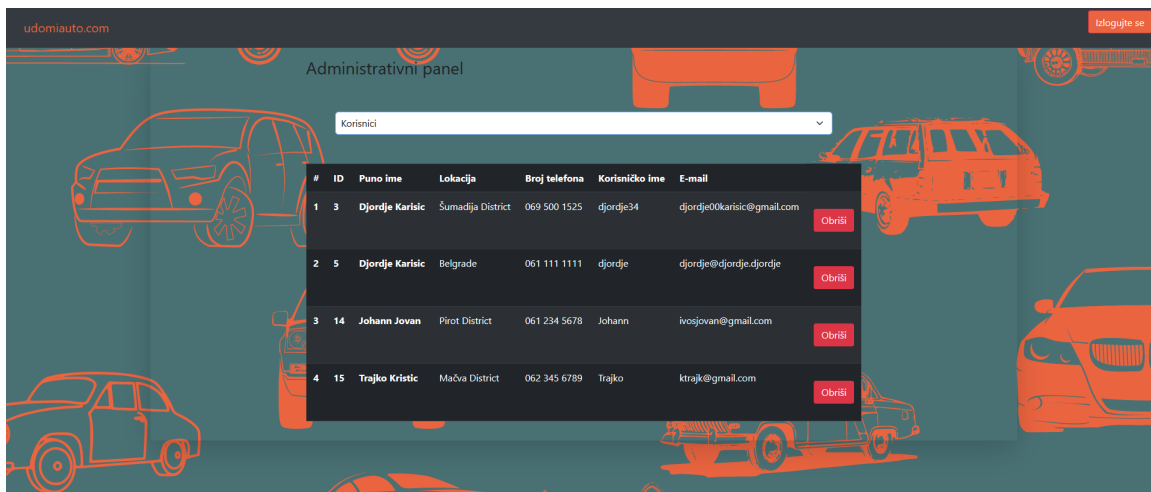 udomiauto.com Izlogujte se
Administrativni panel
Korisnici
# ID Puno ime Lokacija Broj telefona Korisničko ime E-mail
1 3 Djordje Karisic Šumadija District 069 500 1525 djordje34 djordje00karisic@gmail.com Obriši
2 5 Djordje Karisic Belgrade 061 111 1111 djordje djordje@djordje.djordje Obriši
3 14 Johann Jovan Pirot District 061 234 5678 Johann ivosjovan@gmail.com Obriši
4 15 Trajko Kristic Mačva District 062 345 6789 Trajko ktrajk@gmail.com Obriši